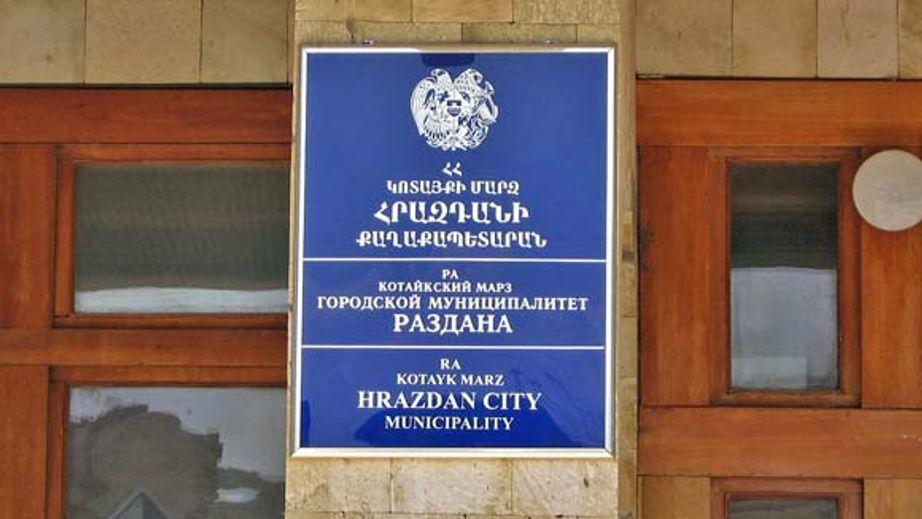 ՀՀ
ԿՈՏԱՅՔԻ ՄԱՐԶ
ՀՐԱԶԴԱՆԻ
ՔԱՂԱՔԱՊԵՏԱՐԱՆ
РА
КОТАЙКСКИЙ МАРЗ
ГОРОДСКОЙ МУНИЦИПАЛИТЕТ
РАЗДАНА
RA
KOTAYK MARZ
HRAZDAN CITY
MUNICIPALITY